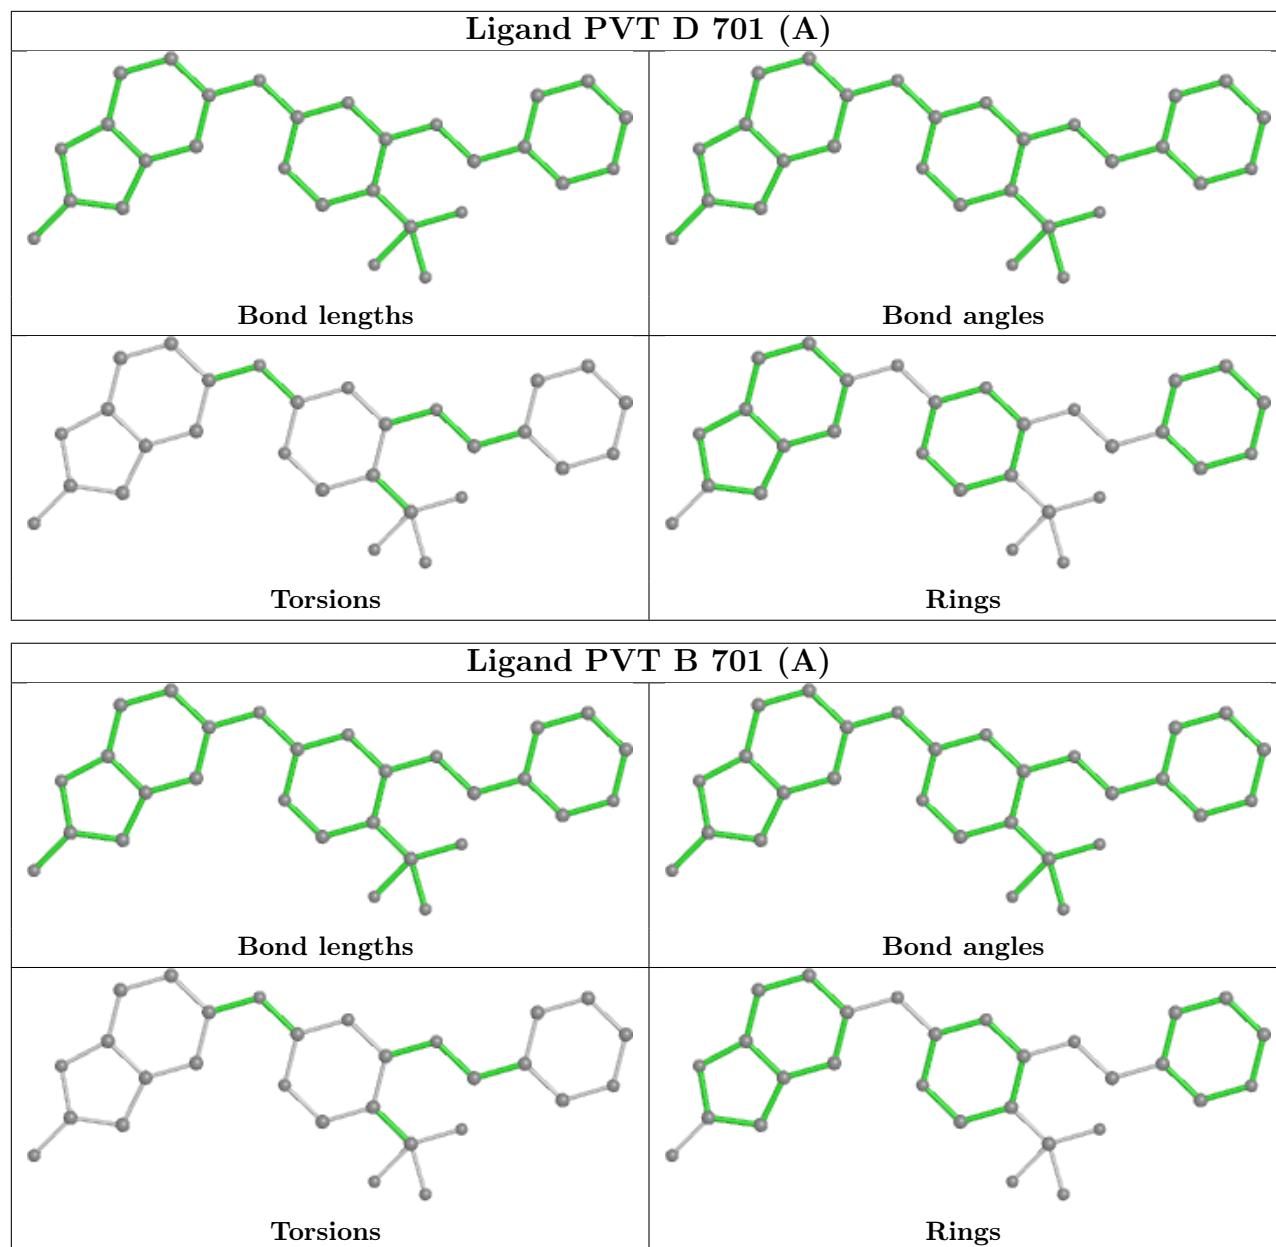 Ligand PVT D 701 (A)
Bond lengths
Bond angles
Torsions
Rings
Ligand PVT B 701 (A)
Bond lengths
Bond angles
Torsions
Rings